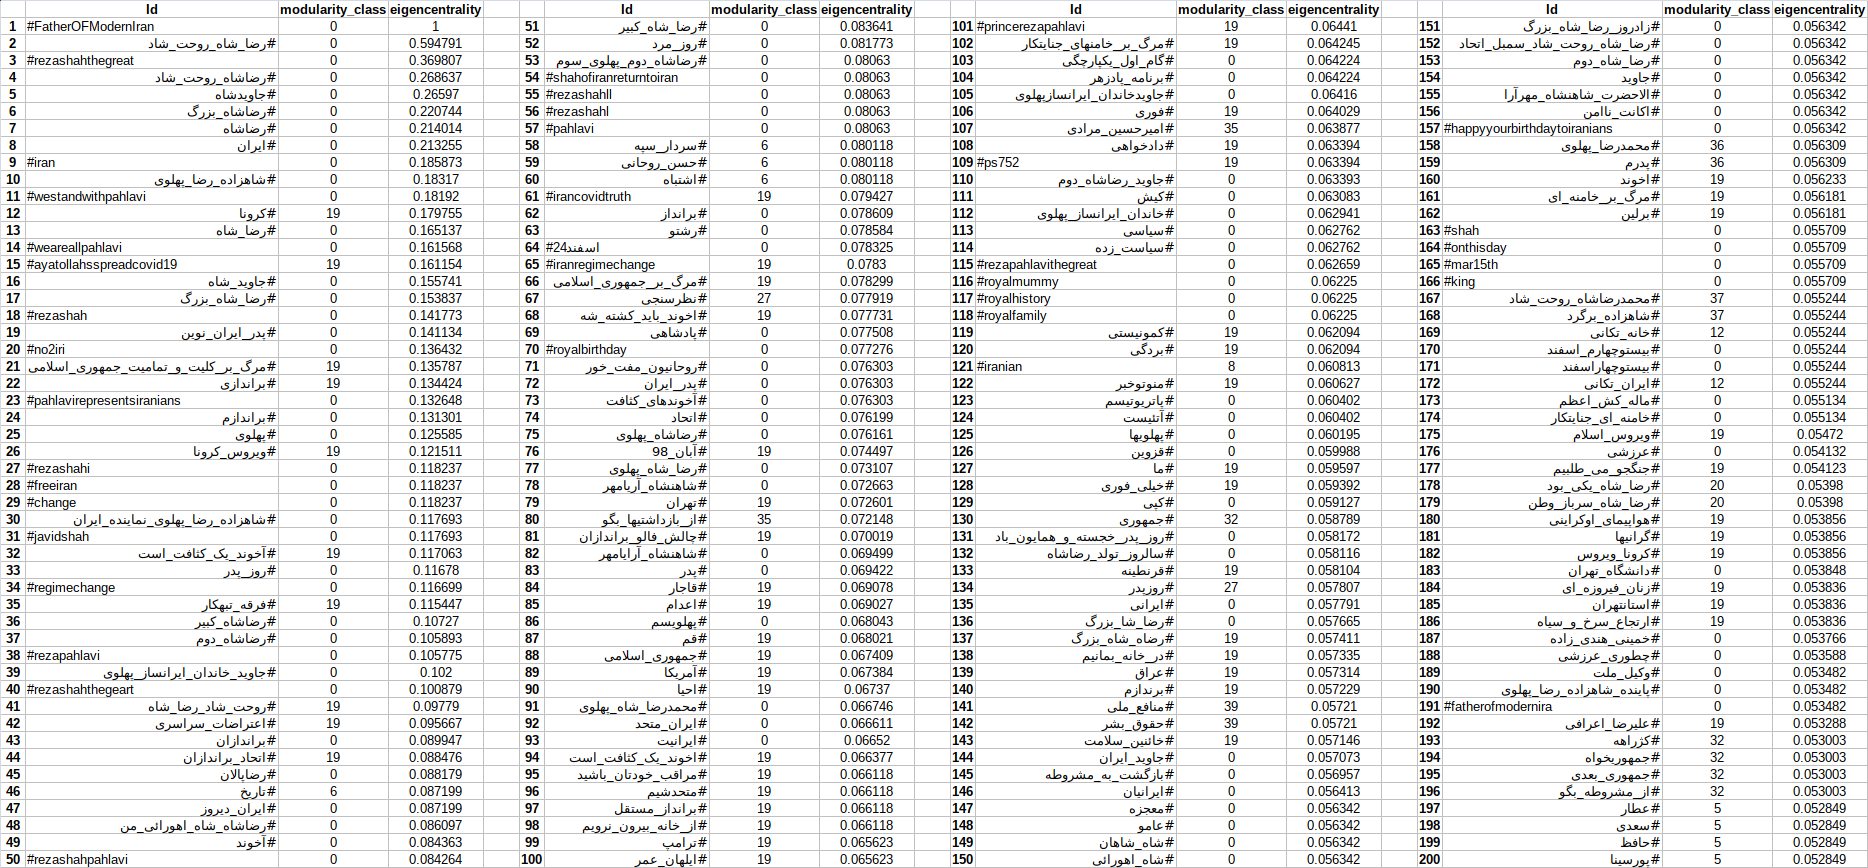 Id modularity_class eigencentrality
1 #FatherOFModernIran 0 1
2 #رضا_شاه_روحت_شاد 0 0.594791
3 #rezashahthegreat 0 0.369807
4 #رضاشاه_روحت_شاد 0 0.268637
5 #جاویدشاه 0 0.26597
6 #رضاشاه_بزرگ 0 0.220744
7 #رضاشاه 0 0.214014
8 #ایران 0 0.213255
9 #iran 0 0.185873
10 #شاهزاده_رضا_پهلوی 0 0.18317
11 #westandwithpahlavi 0 0.18192
12 #کرونا 19 0.179755
13 #رضا_شاه 0 0.165137
14 #weareallpahlavi 0 0.161568
15 #ayatollahsspreadcovid19 19 0.161154
16 #جاوید_شاه 0 0.155741
17 #رضا_شاه_بزرگ 0 0.153837
18 #rezashah 0 0.141773
19 #پدر_ایران_نوین 0 0.141134
20 #no2iri 0 0.136432
21 #مرگ_بر_کلیت_و_تمامیت_جمهوری_اسلامی 19 0.135787
22 #براندازی 19 0.134424
23 #pahlavirepresentsiranians 0 0.132648
24 #براندازم 0 0.131301
25 #پهلوی 0 0.125585
26 #ویروس_کرونا 19 0.121511
27 #rezashahi 0 0.118237
28 #freeiran 0 0.118237
29 #change 0 0.118237
30 #شاهزاده_رضا_پهلوی_نماینده_ایران 0 0.117693
31 #javidshah 0 0.117693
32 #آخوند_یک_کثافت_است 19 0.117063
33 #روز_پدر 0 0.11678
34 #regimechange 0 0.116699
35 #فرقه_تبهکار 19 0.115447
36 #رضاشاه_کبیر 0 0.10727
37 #رضاشاه_دوم 0 0.105893
38 #rezapahlavi 0 0.105775
39 #جاوید_خاندان_ایرانساز_پهلوی 0 0.102
40 #rezashahthegeart 0 0.100879
41 #روحت_شاد_رضا_شاه 19 0.09779
42 #اعتراضات_سراسری 19 0.095667
43 #براندازان 0 0.089947
44 #اتحاد_براندازان 19 0.088476
45 #رضاپالان 0 0.088179
46 #تاریخ 6 0.087199
47 #ایران_دیروز 0 0.087199
48 #رضاشاه_شاه_اهورائی_من 0 0.086097
49 #آخوند 0 0.084363
50 #rezashahpahlavi 0 0.084264
Id modularity_class eigencentrality
51 #رضا_شاه_کبیر 0 0.083641
52 #روز_مرد 0 0.081773
53 #رضاشاه_دوم_پهلوی_سوم 0 0.08063
54 #shahofiranreturntoiran 0 0.08063
55 #rezashahll 0 0.08063
56 #rezashahl 0 0.08063
57 #pahlavi 0 0.08063
58 #سردار_سپه 6 0.080118
59 #حسن_روحانی 6 0.080118
60 #اشتباه 6 0.080118
61 #irancovidtruth 19 0.079427
62 #برانداز 0 0.078609
63 #رشتو 0 0.078584
64 #24اسفند 0 0.078325
65 #iranregimechange 19 0.0783
66 #مرگ_بر_جمهوری_اسلامی 19 0.078299
67 #نظرسنجی 27 0.077919
68 #اخوند_باید_کشته_شه 19 0.077731
69 #پادشاهی 0 0.077508
70 #royalbirthday 0 0.077276
71 #روحانیون_مفت_خور 0 0.076303
72 #پدر_ایران 0 0.076303
73 #آخوندهای_کثافت 0 0.076303
74 #اتحاد 0 0.076199
75 #رضاشاه_پهلوی 0 0.076161
76 #آبان_98 19 0.074497
77 #رضا_شاه_پهلوی 0 0.073107
78 #شاهنشاه_آریامهر 0 0.072663
79 #تهران 19 0.072601
80 #از_بازداشتیها_بگو 35 0.072148
81 #چالش_فالو_براندازان 19 0.070019
82 #شاهنشاه_آرایامهر 0 0.069499
83 #پدر 0 0.069422
84 #قاجار 19 0.069078
85 #اعدام 19 0.069027
86 #پهلویسم 0 0.068043
87 #قم 19 0.068021
88 #جمهوری_اسلامی 19 0.067409
89 #آمریکا 19 0.067384
90 #احیا 19 0.06737
91 #محمدرضا_شاه_پهلوی 0 0.066746
92 #ایران_متحد 0 0.066611
93 #ایرانیت 0 0.06652
94 #اخوند_یک_کثافت_است 19 0.066377
95 #مراقب_خودتان_باشید 19 0.066118
96 #متحدشیم 19 0.066118
97 #برانداز_مستقل 19 0.066118
98 #از_خانه_بیرون_نرویم 19 0.066118
99 #ترامپ 19 0.065623
100 #ایلهان_عمر 19 0.065623
Id modularity_class eigencentrality
101 #princerezapahlavi 19 0.06441
102 #مرگ_بر_خامنهای_جنایتکار 19 0.064245
103 #گام_اول_یکپارچگی 0 0.064224
104 #برنامه_پادزهر 0 0.064224
105 #جاویدخاندان_ایرانسازپهلوی 0 0.06416
106 #فوری 19 0.064029
107 #امیرحسین_مرادی 35 0.063877
108 #دادخواهی 19 0.063394
109 #ps752 19 0.063394
110 #جاوید_رضاشاه_دوم 0 0.063393
111 #کیش 19 0.063083
112 #خاندان_ایرانساز_پهلوی 0 0.062941
113 #سیاسی 0 0.062762
114 #سیاست_زده 0 0.062762
115 #rezapahlavithegreat 0 0.062659
116 #royalmummy 0 0.06225
117 #royalhistory 0 0.06225
118 #royalfamily 0 0.06225
119 #کمونیستی 19 0.062094
120 #بردگی 19 0.062094
121 #iranian 8 0.060813
122 #منوتوخبر 19 0.060627
123 #پاتریوتیسم 0 0.060402
124 #آتئیست 0 0.060402
125 #پهلویها 0 0.060195
126 #قزوین 0 0.059988
127 #ما 19 0.059597
128 #خیلی_فوری 19 0.059392
129 #کپی 0 0.059127
130 #جمهوری 32 0.058789
131 #روز_پدر_خجسته_و_همایون_باد 0 0.058172
132 #سالروز_تولد_رضاشاه 0 0.058116
133 #قرنطینه 19 0.058104
134 #روزپدر 27 0.057807
135 #ایرانی 0 0.057791
136 #رضا_شا_بزرگ 0 0.057665
137 #رضاه_شاه_بزرگ 19 0.057411
138 #در_خانه_بمانیم 19 0.057335
139 #عراق 19 0.057314
140 #برندازم 19 0.057229
141 #منافع_ملی 39 0.05721
142 #حقوق_بشر 39 0.05721
143 #خائنین_سلامت 19 0.057146
144 #جاوید_ایران 0 0.057073
145 #بازگشت_به_مشروطه 0 0.056957
146 #ایرانیان 0 0.056413
147 #معجزه 0 0.056342
148 #عامو 0 0.056342
149 #شاه_شاهان 0 0.056342
150 #شاه_اهورائی 0 0.056342
Id modularity_class eigencentrality
151 #زادروز_رضا_شاه_بزرگ 0 0.056342
152 #رضا_شاه_روحت_شاد_سمبل_اتحاد 0 0.056342
153 #رضا_شاه_دوم 0 0.056342
154 #جاوید 0 0.056342
155 #الاحضرت_شاهنشاه_مهرآرا 0 0.056342
156 #اکانت_ناامن 0 0.056342
157 #happyyourbirthdaytoiranians 0 0.056342
158 #محمدرضا_پهلوی 36 0.056309
159 #پدرم 36 0.056309
160 #اخوند 19 0.056233
161 #مرگ_بر_خامنه_ای 19 0.056181
162 #برلین 19 0.056181
163 #shah 0 0.055709
164 #onthisday 0 0.055709
165 #mar15th 0 0.055709
166 #king 0 0.055709
167 #محمدرضاشاه_روحت_شاد 37 0.055244
168 #شاهزاده_برگرد 37 0.055244
169 #خانه_تکانی 12 0.055244
170 #بیستوچهارم_اسفند 0 0.055244
171 #بیستوچهاراسفند 0 0.055244
172 #ایران_تکانی 12 0.055244
173 #ماله_کش_اعظم 0 0.055134
174 #خامنه_ای_جنایتکار 0 0.055134
175 #ویروس_اسلام 19 0.05472
176 #عرزشی 0 0.054132
177 #جنگجو_می_طلبیم 19 0.054123
178 #رضا_شاه_یکی_بود 20 0.05398
179 #رضا_شاه_سرباز_وطن 20 0.05398
180 #هواپیمای_اوکراینی 19 0.053856
181 #گرانیها 19 0.053856
182 #کرونا_ویروس 19 0.053856
183 #دانشگاه_تهران 0 0.053848
184 #زنان_فیروزه_ای 19 0.053836
185 #استانتهران 19 0.053836
186 #ارتجاع_سرخ_و_سیاه 19 0.053836
187 #خمینی_هندی_زاده 0 0.053766
188 #چطوری_عرزشی 0 0.053588
189 #وکیل_ملت 0 0.053482
190 #پاینده_شاهزاده_رضا_پهلوی 0 0.053482
191 #fatherofmodernira 0 0.053482
192 #علیرضا_اعرافی 19 0.053288
193 #کژراهه 32 0.053003
194 #جمهوریخواه 32 0.053003
195 #جمهوری_بعدی 32 0.053003
196 #از_مشروطه_بگو 32 0.053003
197 #عطار 5 0.052849
198 #سعدی 5 0.052849
199 #حافظ 5 0.052849
200 #پورسینا 5 0.052849